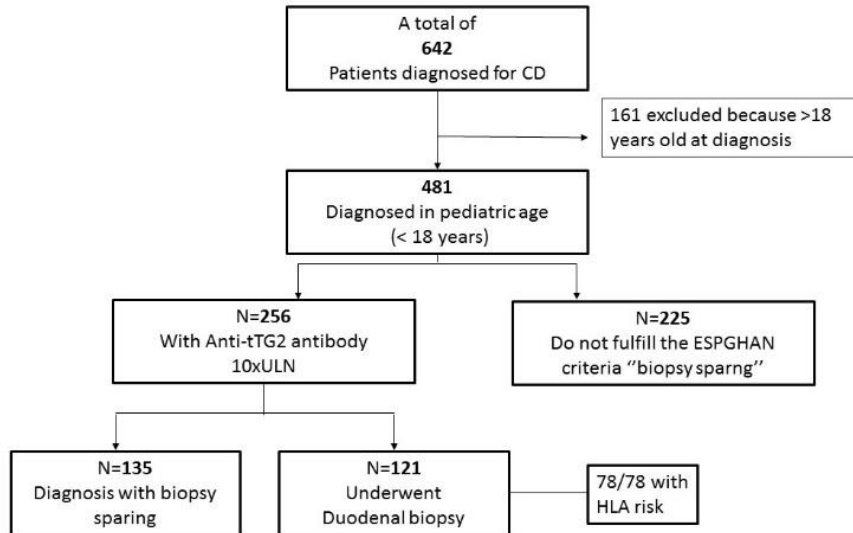 A total of
642
Patients diagnosed for CD
161 excluded because >18
years old at diagnosis
481
Diagnosed in pediatric age
(< 18 years)
N=256
With Anti-tTG2 antibody
10xULN
N=225
Do not fulfill the ESPGHAN
criteria “biopsy sparng”
N=135
Diagnosis with biopsy
sparing
N=121
Underwent
Duodenal biopsy
78/78 with
HLA risk